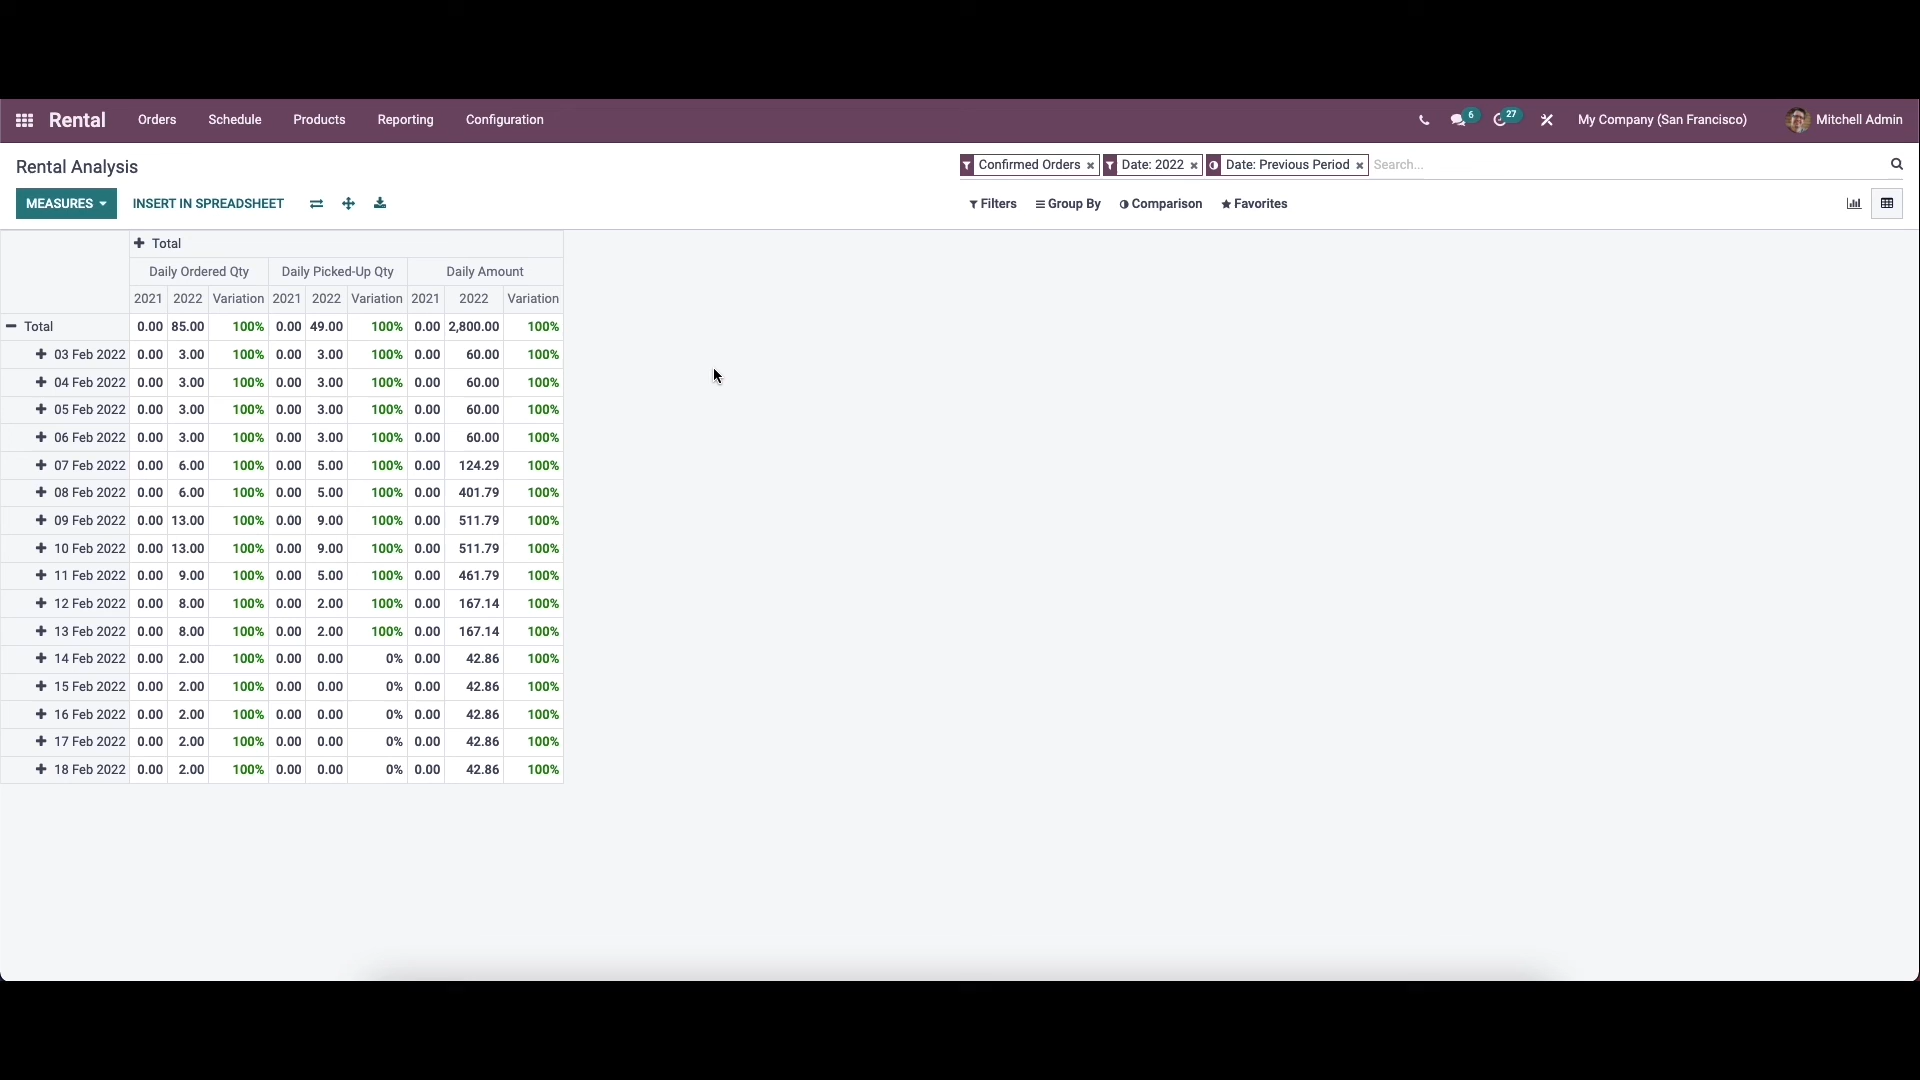 Rental Orders Schedule Products Reporting Configuration 6 27 My Company (San Francisco) Mitchell Admin
Rental Analysis Confirmed Orders × Date: 2022 × Date: Previous Period × Search...
MEASURES INSERT IN SPREADSHEET Filters Group By Comparison Favorites
Total
Daily Ordered Qty Daily Picked-Up Qty Daily Amount
2021 2022 Variation 2021 2022 Variation 2021 2022 Variation
Total 0.00 85.00 100% 0.00 49.00 100% 0.00 2,800.00 100%
03 Feb 2022 0.00 3.00 100% 0.00 3.00 100% 0.00 60.00 100%
04 Feb 2022 0.00 3.00 100% 0.00 3.00 100% 0.00 60.00 100%
05 Feb 2022 0.00 3.00 100% 0.00 3.00 100% 0.00 60.00 100%
06 Feb 2022 0.00 3.00 100% 0.00 3.00 100% 0.00 60.00 100%
07 Feb 2022 0.00 6.00 100% 0.00 5.00 100% 0.00 124.29 100%
08 Feb 2022 0.00 6.00 100% 0.00 5.00 100% 0.00 401.79 100%
09 Feb 2022 0.00 13.00 100% 0.00 9.00 100% 0.00 511.79 100%
10 Feb 2022 0.00 13.00 100% 0.00 9.00 100% 0.00 511.79 100%
11 Feb 2022 0.00 9.00 100% 0.00 5.00 100% 0.00 461.79 100%
12 Feb 2022 0.00 8.00 100% 0.00 2.00 100% 0.00 167.14 100%
13 Feb 2022 0.00 8.00 100% 0.00 2.00 100% 0.00 167.14 100%
14 Feb 2022 0.00 2.00 100% 0.00 0.00 0% 0.00 42.86 100%
15 Feb 2022 0.00 2.00 100% 0.00 0.00 0% 0.00 42.86 100%
16 Feb 2022 0.00 2.00 100% 0.00 0.00 0% 0.00 42.86 100%
17 Feb 2022 0.00 2.00 100% 0.00 0.00 0% 0.00 42.86 100%
18 Feb 2022 0.00 2.00 100% 0.00 0.00 0% 0.00 42.86 100%